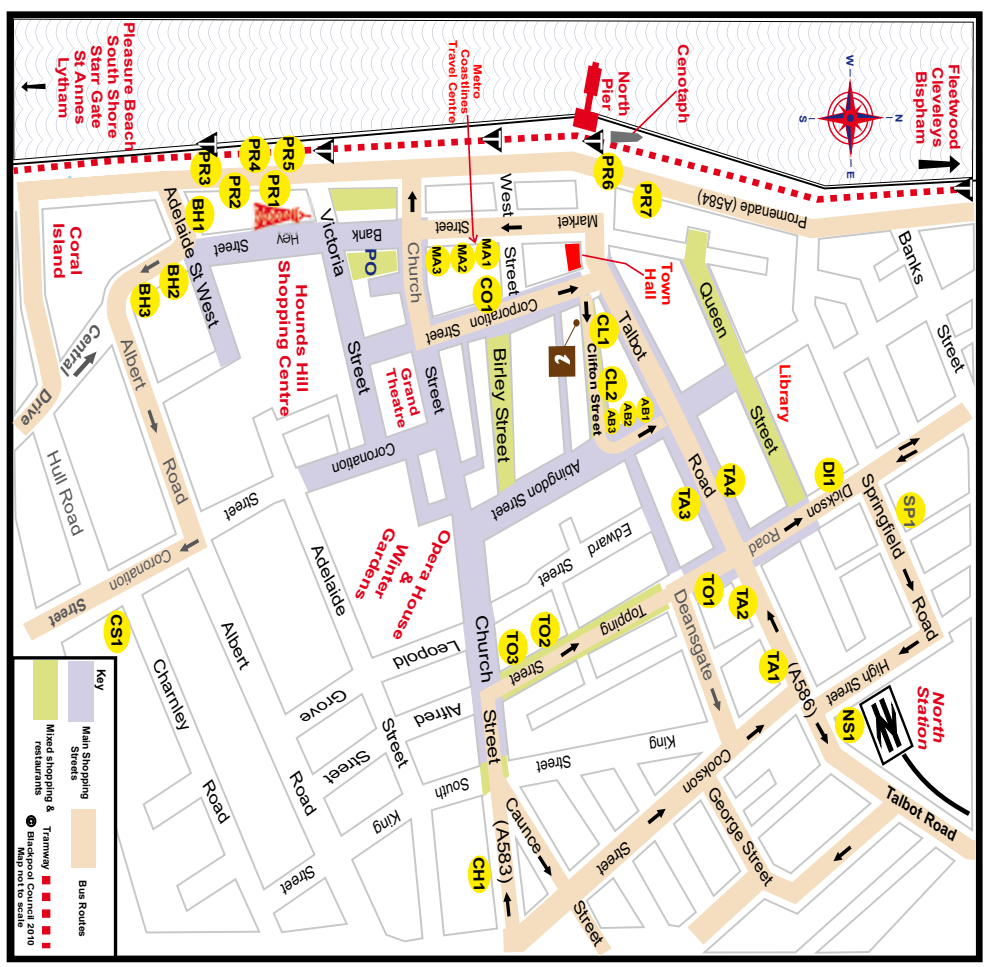 Pleasure Beach
South Shore
Starr Gate
St Annes
Lytham
Metro
Coastlines
Travel Centre
North
Pier
Cenotaph
Fleetwood
Cleveleys
Bispham
N
E
S
W
Promenade (A584)
PR1
PR2
PR3
PR4
PR5
PR6
PR7
BH1
BH2
BH3
MA1
MA2
MA3
CO1
CL1
CL2
AB1
AB2
AB3
TA1
TA2
TA3
TA4
TO1
TO2
TO3
DI1
SP1
NS1
CH1
CS1
Coral
Island
Central
Drive
Hull Road
Adelaide St West
Albert
Road
Hey
Street
Bank
Victoria
Street
PO
Hounds Hill
Shopping Centre
Church
Street
Market
Street
West
Street
Town
Hall
Corporation
Street
Birley Street
Grand
Theatre
Coronation
Street
Coronation
Street
2
Clifton Street
Talbot
Road
Abingdon Street
Queen
Street
Library
Banks
Street
Dickson
Road
Springfield
Road
High Street
North
Station
(A586)
Talbot Road
Edward
Street
Topping
Street
Deansgate
Cookson
Street
George Street
King
Street
Caunce
Street
(A583)
Church
Street
Opera House
&
Winter
Gardens
Leopold
Grove
Alfred
Street
Adelaide
Street
South
King
Street
Albert
Road
Charnley
Road
Key
Main Shopping
Streets
Mixed shopping &
restaurants
Bus Routes
Tramway
© Blackpool Council 2010
Map not to scale